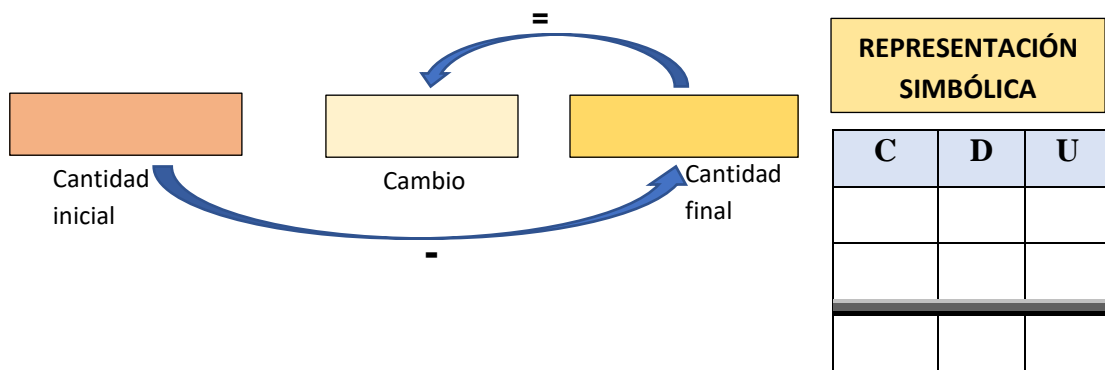 =
Cantidad
inicial
Cambio
Cantidad
final
-
REPRESENTACIÓN
SIMBÓLICA
C D U